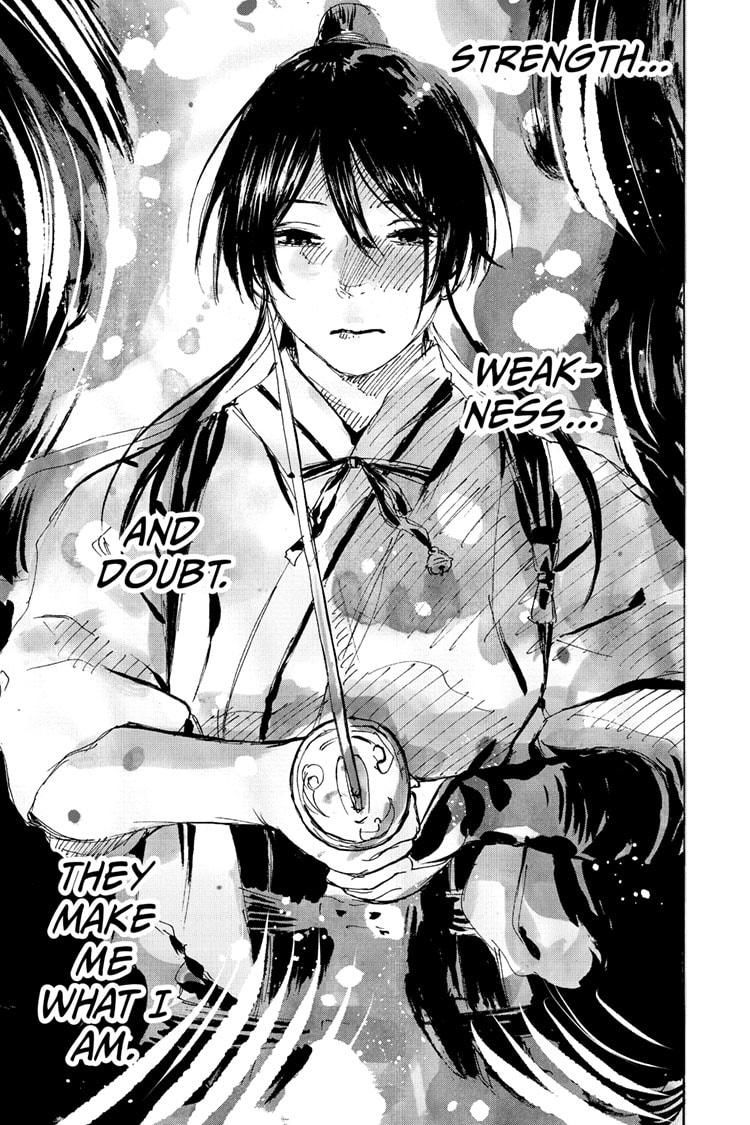 STRENGTH...
WEAK-
NESS...
AND
DOUBT.
THEY
MAKE
ME
WHAT I
AM.